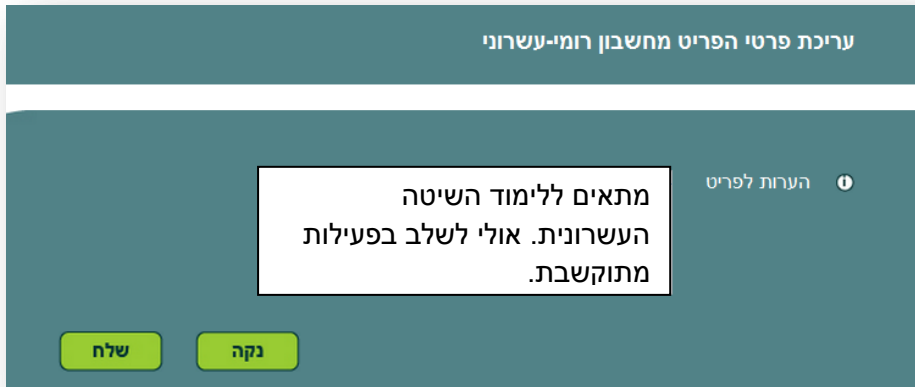 עריכת פרטי הפריט מחשבון רומי-עשרוני
הערות לפריט
מתאים ללימוד השיטה
העשרונית. אולי לשלב בפעילות
מתוקשבת.
נקה
שלח